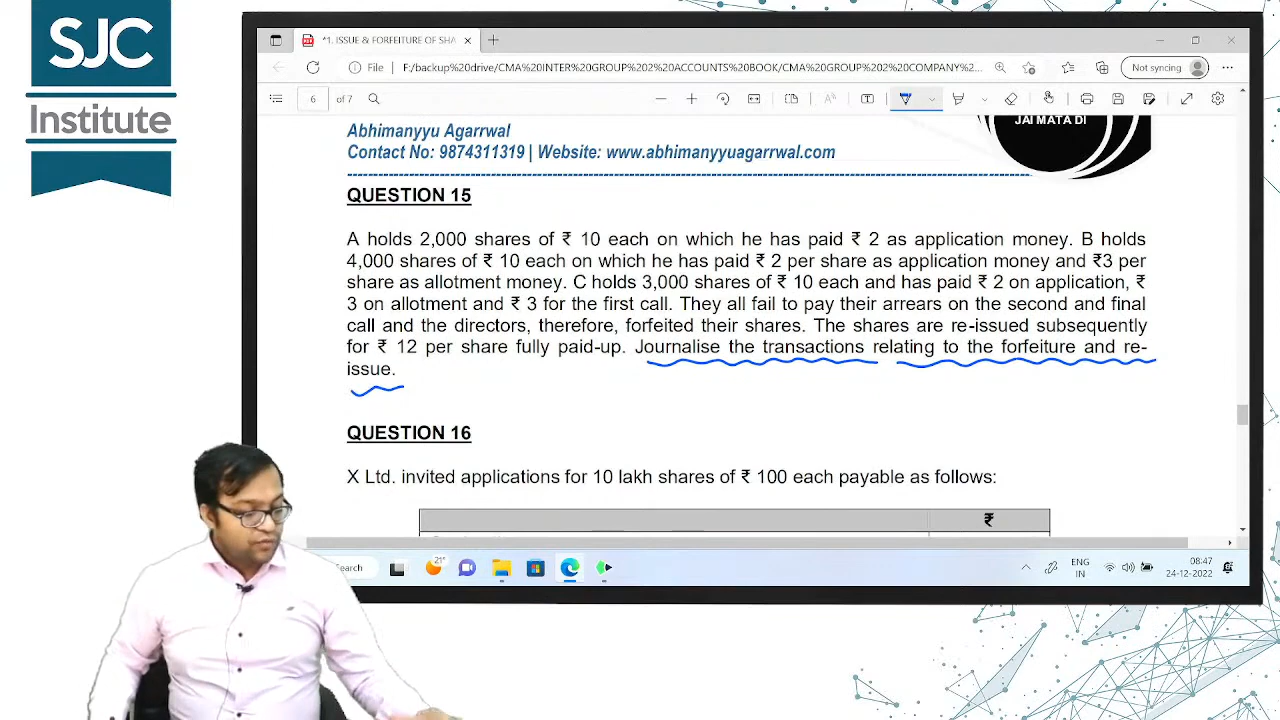 SJC
Institute
*1. ISSUE & FORFEITURE OF SHA
File
F:/backup%20drive/CMA%20INTER%20GROUP%202%20ACCOUNTS%20BOOK/CMA%20GROUP%202%20COMPANY%...
Not syncing
6 of 7
JAI MATA DI
Abhimanyyu Agarrwal
Contact No: 9874311319 | Website: www.abhimanyyuagarrwal.com
QUESTION 15
A holds 2,000 shares of ₹ 10 each on which he has paid ₹ 2 as application money. B holds
4,000 shares of ₹ 10 each on which he has paid ₹ 2 per share as application money and ₹3 per
share as allotment money. C holds 3,000 shares of ₹ 10 each and has paid ₹ 2 on application, ₹
3 on allotment and ₹ 3 for the first call. They all fail to pay their arrears on the second and final
call and the directors, therefore, forfeited their shares. The shares are re-issued subsequently
for ₹ 12 per share fully paid-up. Journalise the transactions relating to the forfeiture and re-
issue.
QUESTION 16
X Ltd. invited applications for 10 lakh shares of ₹ 100 each payable as follows:
₹
Search
21°
ENG
IN
08:47
24-12-2022